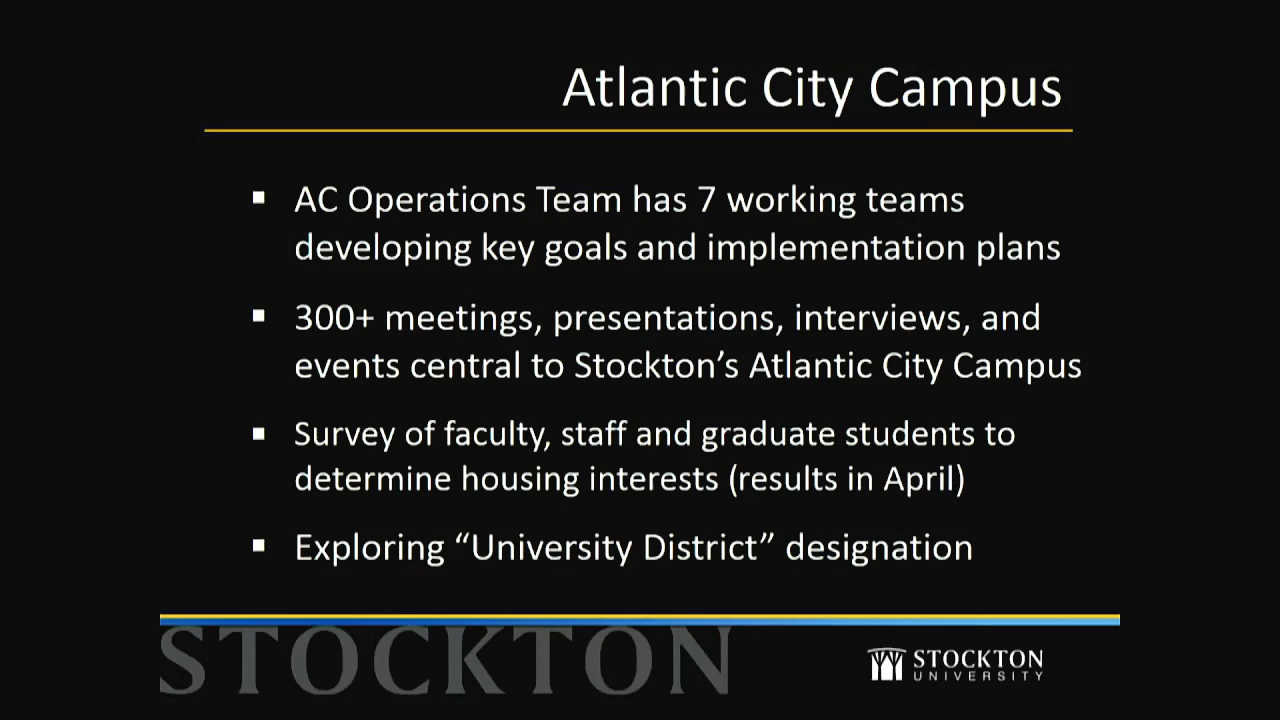 Atlantic City Campus
▪ AC Operations Team has 7 working teams
developing key goals and implementation plans
▪ 300+ meetings, presentations, interviews, and
events central to Stockton’s Atlantic City Campus
▪ Survey of faculty, staff and graduate students to
determine housing interests (results in April)
▪ Exploring “University District” designation
STOCKTON
STOCKTON
UNIVERSITY